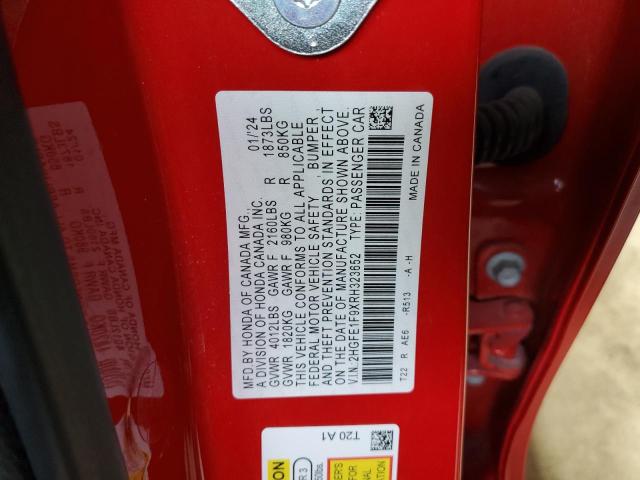 MFD.BY HONDA OF CANADA MFG., 01/24
A DIVISION OF HONDA CANADA INC.
GVWR 4012LBS GAWR F 2160LBS R 1873LBS
GVWR 1820KG GAWR F 980KG R 850KG
THIS VEHICLE CONFORMS TO ALL APPLICABLE
FEDERAL MOTOR VEHICLE SAFETY , BUMPER ,
AND THEFT PREVENTION STANDARDS IN EFFECT
ON THE DATE OF MANUFACTURE SHOWN ABOVE.
V.I.N.:2HGFE1F9XRH323652 TYPE: PASSENGER CAR
T22 R AE6 -R513 -A -H
MADE IN CANADA
T20 A1